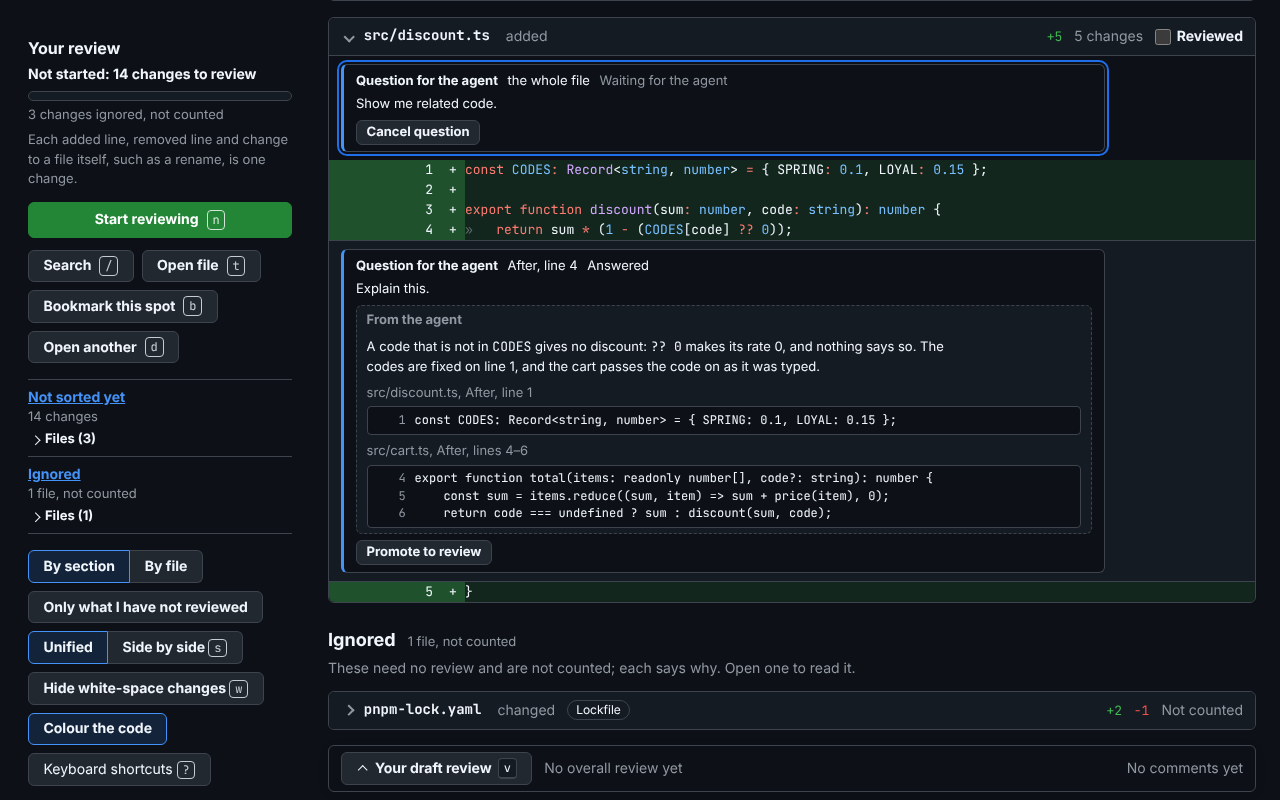 Your review
Not started: 14 changes to review
3 changes ignored, not counted
Each added line, removed line and change
to a file itself, such as a rename, is one
change.
Start reviewing n
Search / Open file t
Bookmark this spot b
Open another d
Not sorted yet
14 changes
Files (3)
Ignored
1 file, not counted
Files (1)
By section By file
Only what I have not reviewed
Unified Side by side s
Hide white-space changes w
Colour the code
Keyboard shortcuts ?
src/discount.ts added +5 5 changes Reviewed
Question for the agent the whole file Waiting for the agent
Show me related code.
Cancel question
1 + const CODES: Record<string, number> = { SPRING: 0.1, LOYAL: 0.15 };
2 +
3 + export function discount(sum: number, code: string): number {
4 + » return sum * (1 - (CODES[code] ?? 0));
Question for the agent After, line 4 Answered
Explain this.
From the agent
A code that is not in CODES gives no discount: ?? 0 makes its rate 0, and nothing says so. The
codes are fixed on line 1, and the cart passes the code on as it was typed.
src/discount.ts, After, line 1
1 const CODES: Record<string, number> = { SPRING: 0.1, LOYAL: 0.15 };
src/cart.ts, After, lines 4–6
4 export function total(items: readonly number[], code?: string): number {
5 const sum = items.reduce((sum, item) => sum + price(item), 0);
6 return code === undefined ? sum : discount(sum, code);
Promote to review
5 + }
Ignored 1 file, not counted
These need no review and are not counted; each says why. Open one to read it.
pnpm-lock.yaml changed Lockfile +2 -1 Not counted
Your draft review v No overall review yet No comments yet